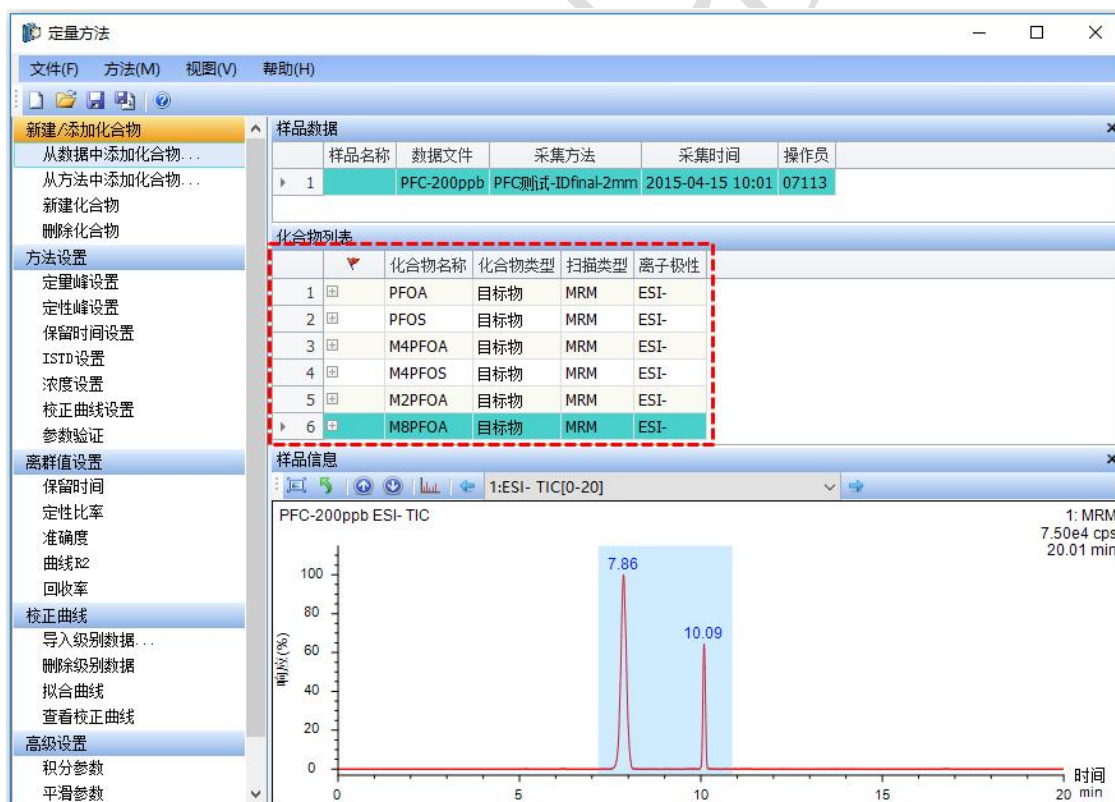 定量方法
文件(F) 方法(M) 视图(V) 帮助(H)
新建/添加化合物
从数据中添加化合物...
从方法中添加化合物...
新建化合物
删除化合物
方法设置
定量峰设置
定性峰设置
保留时间设置
ISTD设置
浓度设置
校正曲线设置
参数验证
离群值设置
保留时间
定性比率
准确度
曲线R2
回收率
校正曲线
导入级别数据...
删除级别数据
拟合曲线
查看校正曲线
高级设置
积分参数
平滑参数
样品数据
样品名称 数据文件 采集方法 采集时间 操作员
1 PFC-200ppb PFC测试-IDfinal-2mm 2015-04-15 10:01 07113
化合物列表
化合物名称 化合物类型 扫描类型 离子极性
1 PFOA 目标物 MRM ESI-
2 PFOS 目标物 MRM ESI-
3 M4PFOA 目标物 MRM ESI-
4 M4PFOS 目标物 MRM ESI-
5 M2PFOA 目标物 MRM ESI-
6 M8PFOA 目标物 MRM ESI-
样品信息
1:ESI- TIC[0-20]
PFC-200ppb ESI- TIC
1: MRM
7.50e4 cps
20.01 min
7.86
10.09
响应(%)
100
80
60
40
20
0
0 5 10 15 20
时间
min